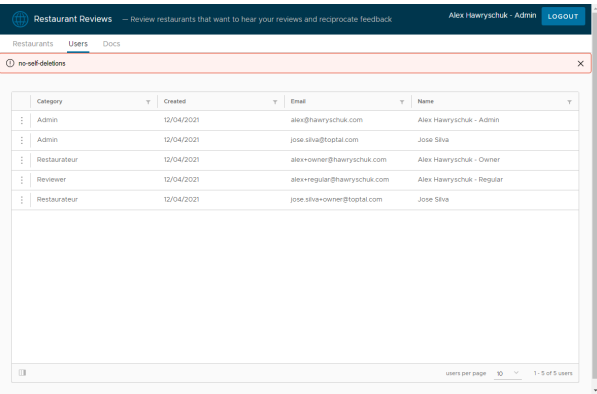 Restaurant Reviews — Review restaurants that want to hear your reviews and reciprocate feedback Alex Hawryschuk - Admin LOGOUT
Restaurants Users Docs
no-self-deletions
Category Created Email Name
Admin 12/04/2021 alex@hawryschuk.com Alex Hawryschuk - Admin
Admin 12/04/2021 jose.silva@toptal.com Jose Silva
Restaurateur 12/04/2021 alex+owner@hawryschuk.com Alex Hawryschuk - Owner
Reviewer 12/04/2021 alex+regular@hawryschuk.com Alex Hawryschuk - Regular
Restaurateur 12/04/2021 jose.silva+owner@toptal.com Jose Silva
users per page 10 1 - 5 of 5 users